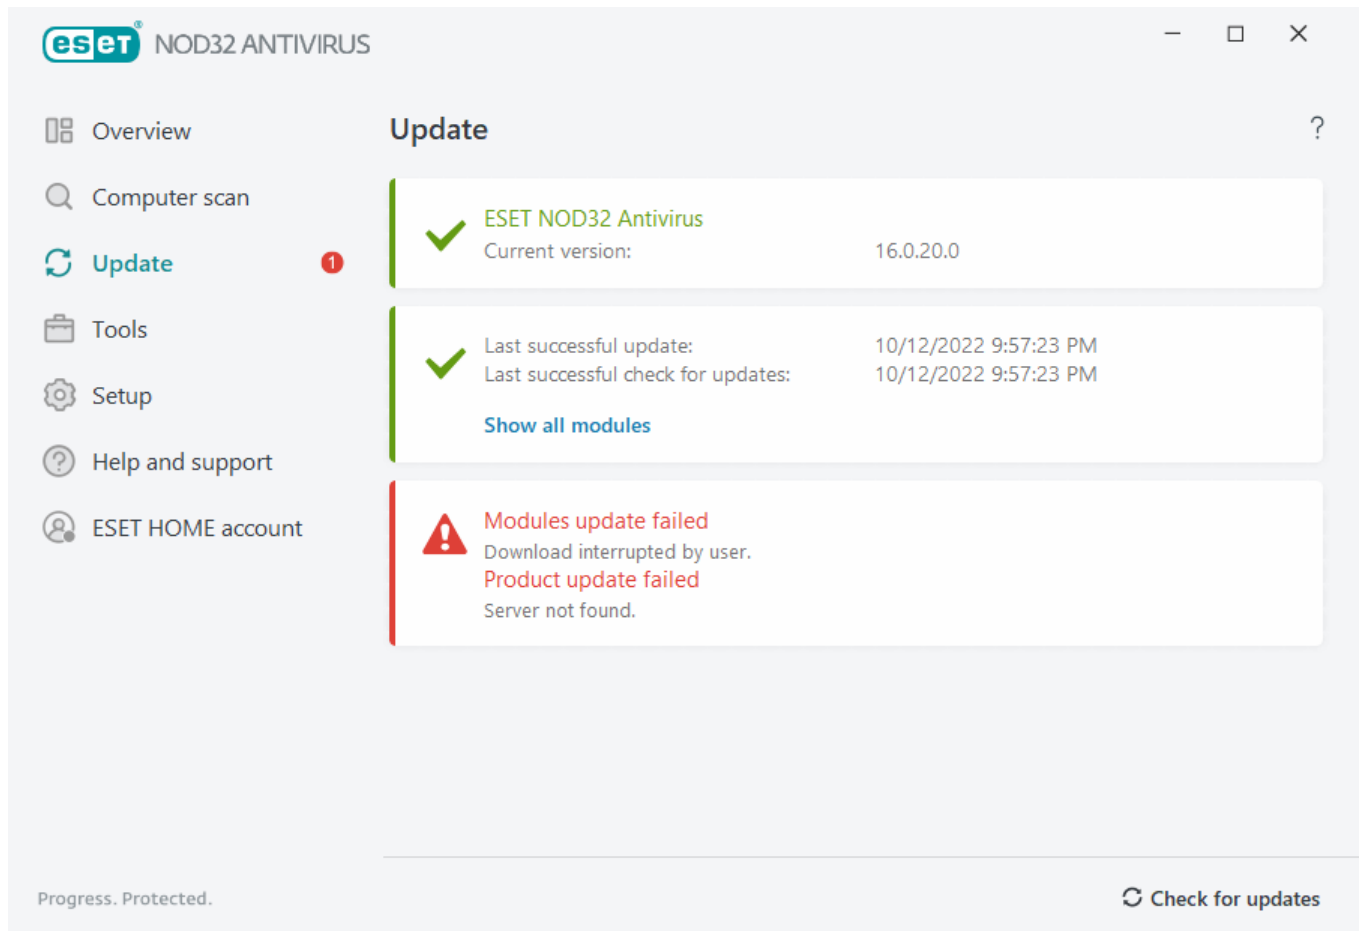 eset® NOD32 ANTIVIRUS
Overview
Computer scan
Update 1
Tools
Setup
Help and support
ESET HOME account
Update ?
ESET NOD32 Antivirus
Current version: 16.0.20.0
Last successful update: 10/12/2022 9:57:23 PM
Last successful check for updates: 10/12/2022 9:57:23 PM
Show all modules
Modules update failed
Download interrupted by user.
Product update failed
Server not found.
Progress. Protected.
Check for updates